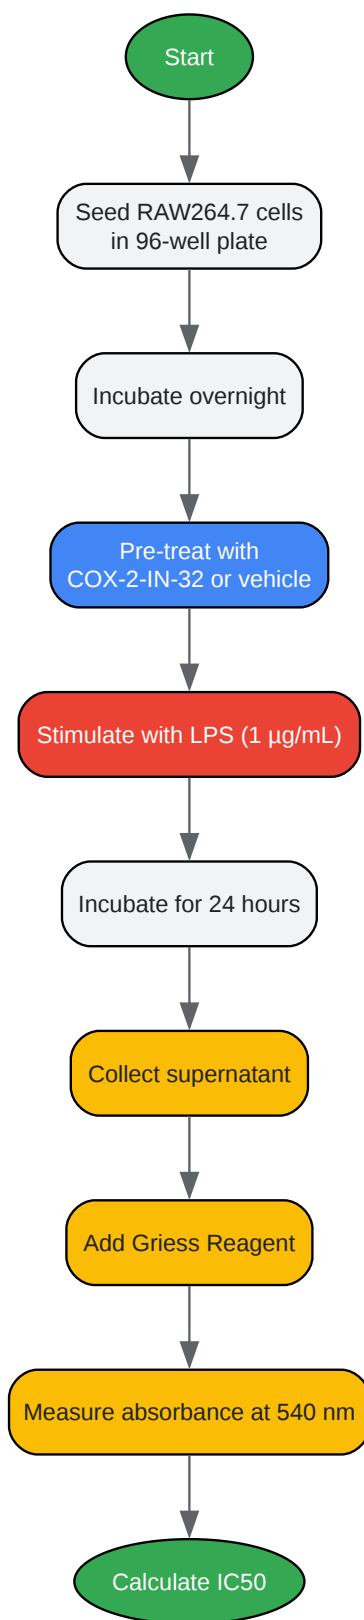 Start
Seed RAW264.7 cells
in 96-well plate
Incubate overnight
Pre-treat with
COX-2-IN-32 or vehicle
Stimulate with LPS (1 µg/mL)
Incubate for 24 hours
Collect supernatant
Add Griess Reagent
Measure absorbance at 540 nm
Calculate IC50